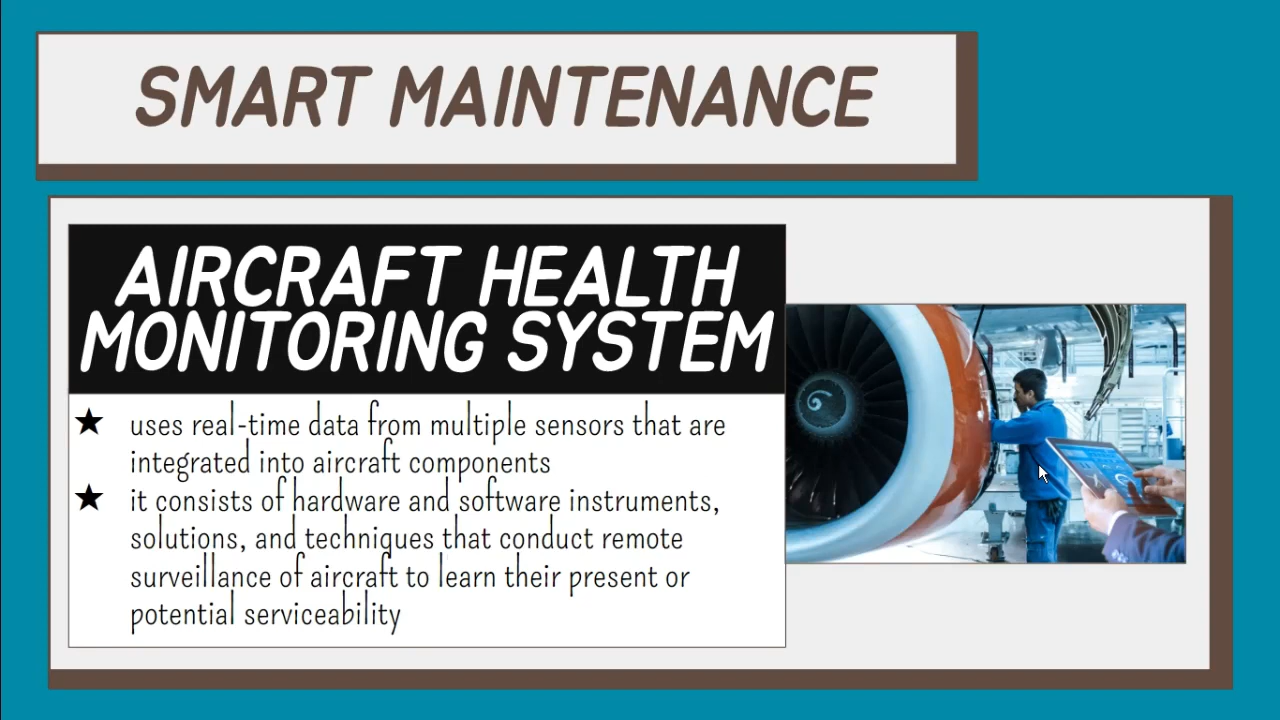 SMART MAINTENANCE
AIRCRAFT HEALTH
MONITORING SYSTEM
★ uses real-time data from multiple sensors that are
integrated into aircraft components
★ it consists of hardware and software instruments,
solutions, and techniques that conduct remote
surveillance of aircraft to learn their present or
potential serviceability